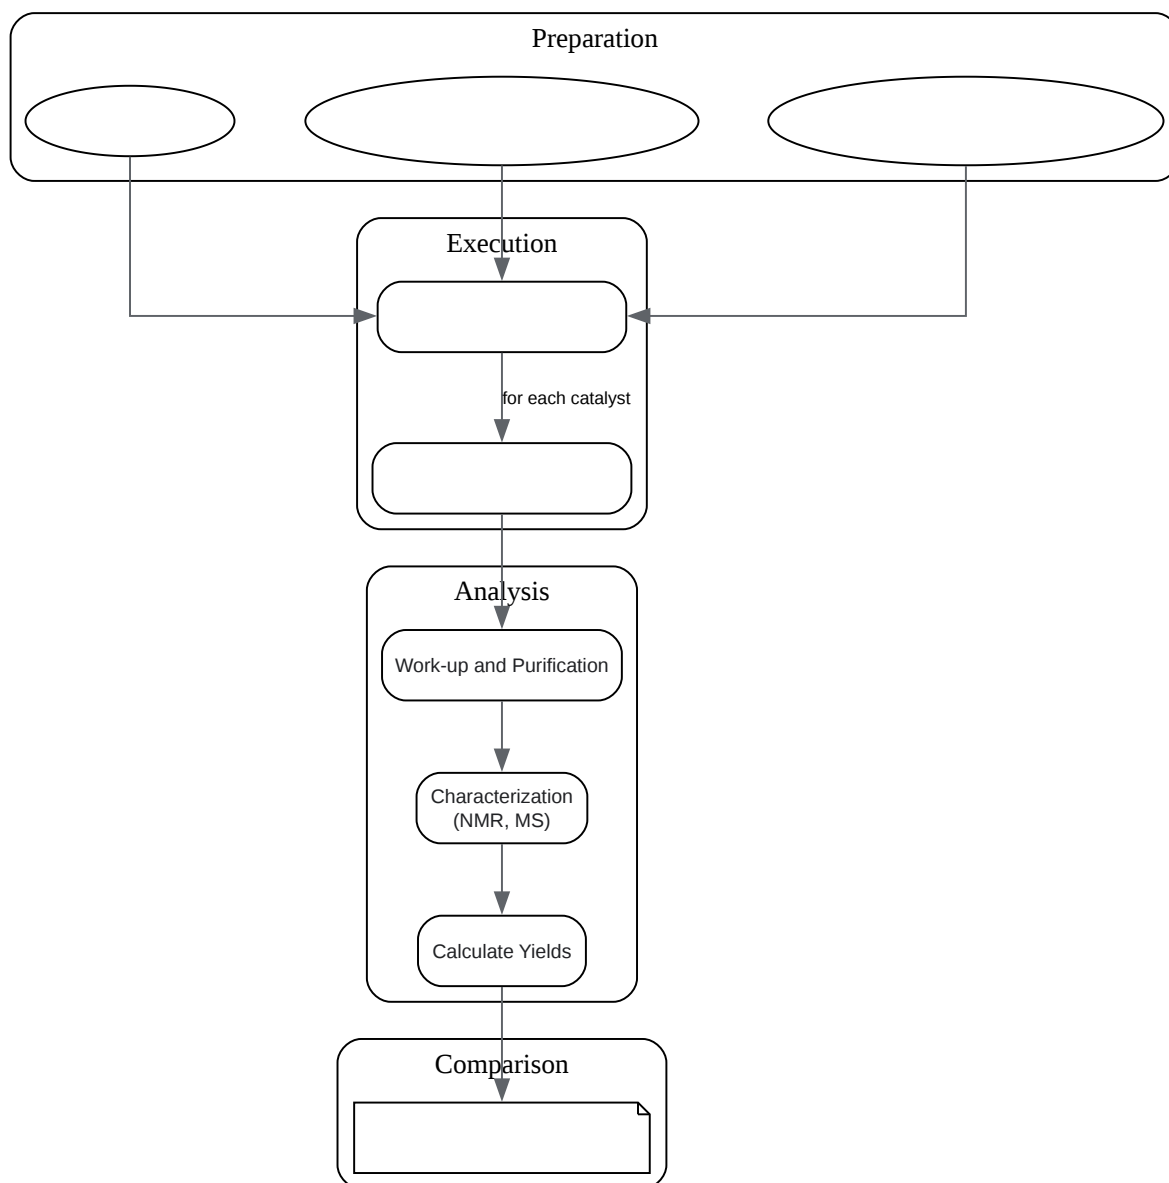 Preparation
Execution
for each catalyst
Analysis
Work-up and Purification
Characterization
(NMR, MS)
Calculate Yields
Comparison